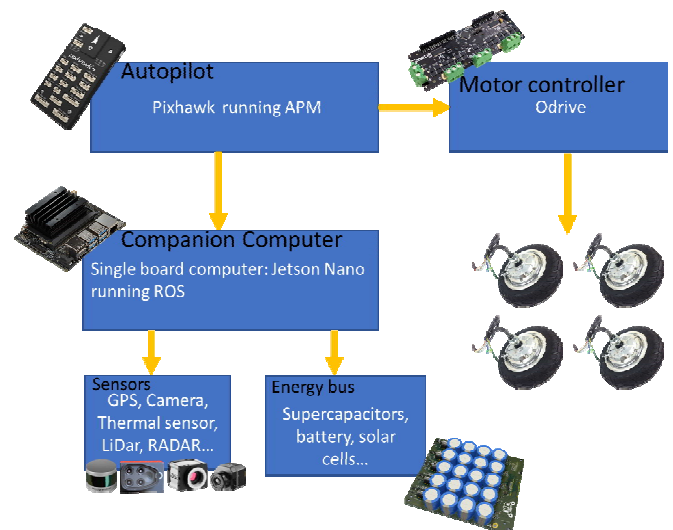 Autopilot
Pixhawk running APM
Motor controller
Odrive
Companion Computer
Single board computer: Jetson Nano
running ROS
Sensors
GPS, Camera,
Thermal sensor,
LiDar, RADAR...
Energy bus
Supercapacitors,
battery, solar
cells...